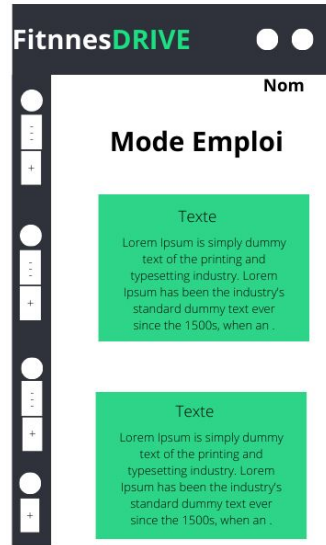 FitnnesDRIVE
Nom
Mode Emploi
Texte
Lorem Ipsum is simply dummy
text of the printing and
typesetting industry. Lorem
Ipsum has been the industry's
standard dummy text ever
since the 1500s, when an .
Texte
Lorem Ipsum is simply dummy
text of the printing and
typesetting industry. Lorem
Ipsum has been the industry's
standard dummy text ever
since the 1500s, when an .
-
-
-
+
-
-
-
+
-
-
-
+
+